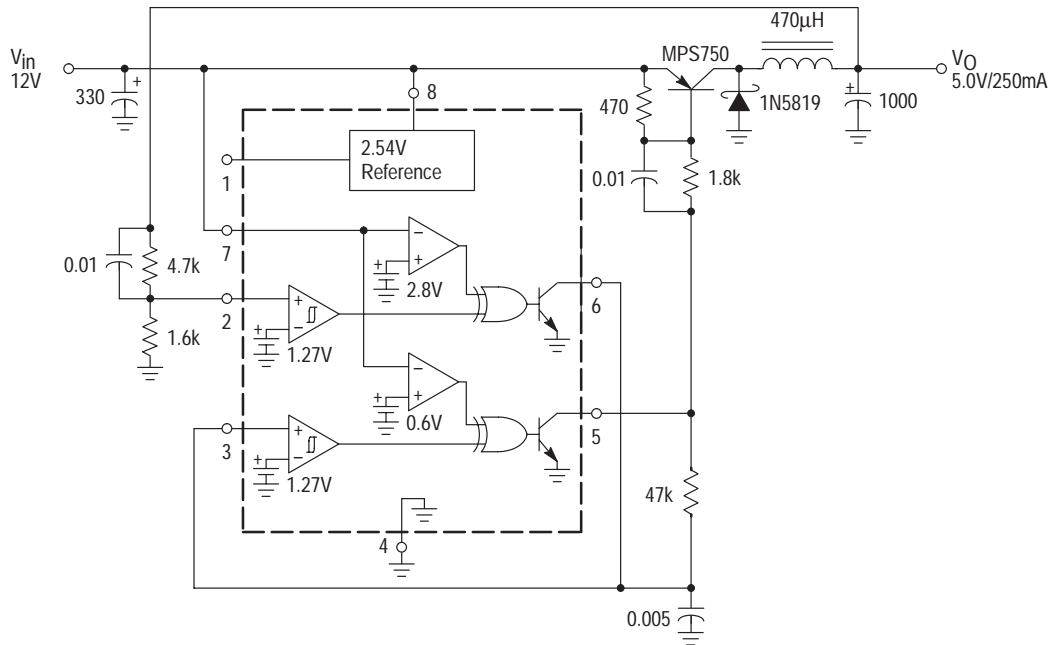 470µH
MPS750
Vin
12V
VO
5.0V/250mA
330
8
470
1N5819
1000
2.54V
Reference
1
0.01
1.8k
7
0.01
4.7k
2.8V
6
2
1.6k
1.27V
0.6V
5
3
1.27V
47k
4
0.005